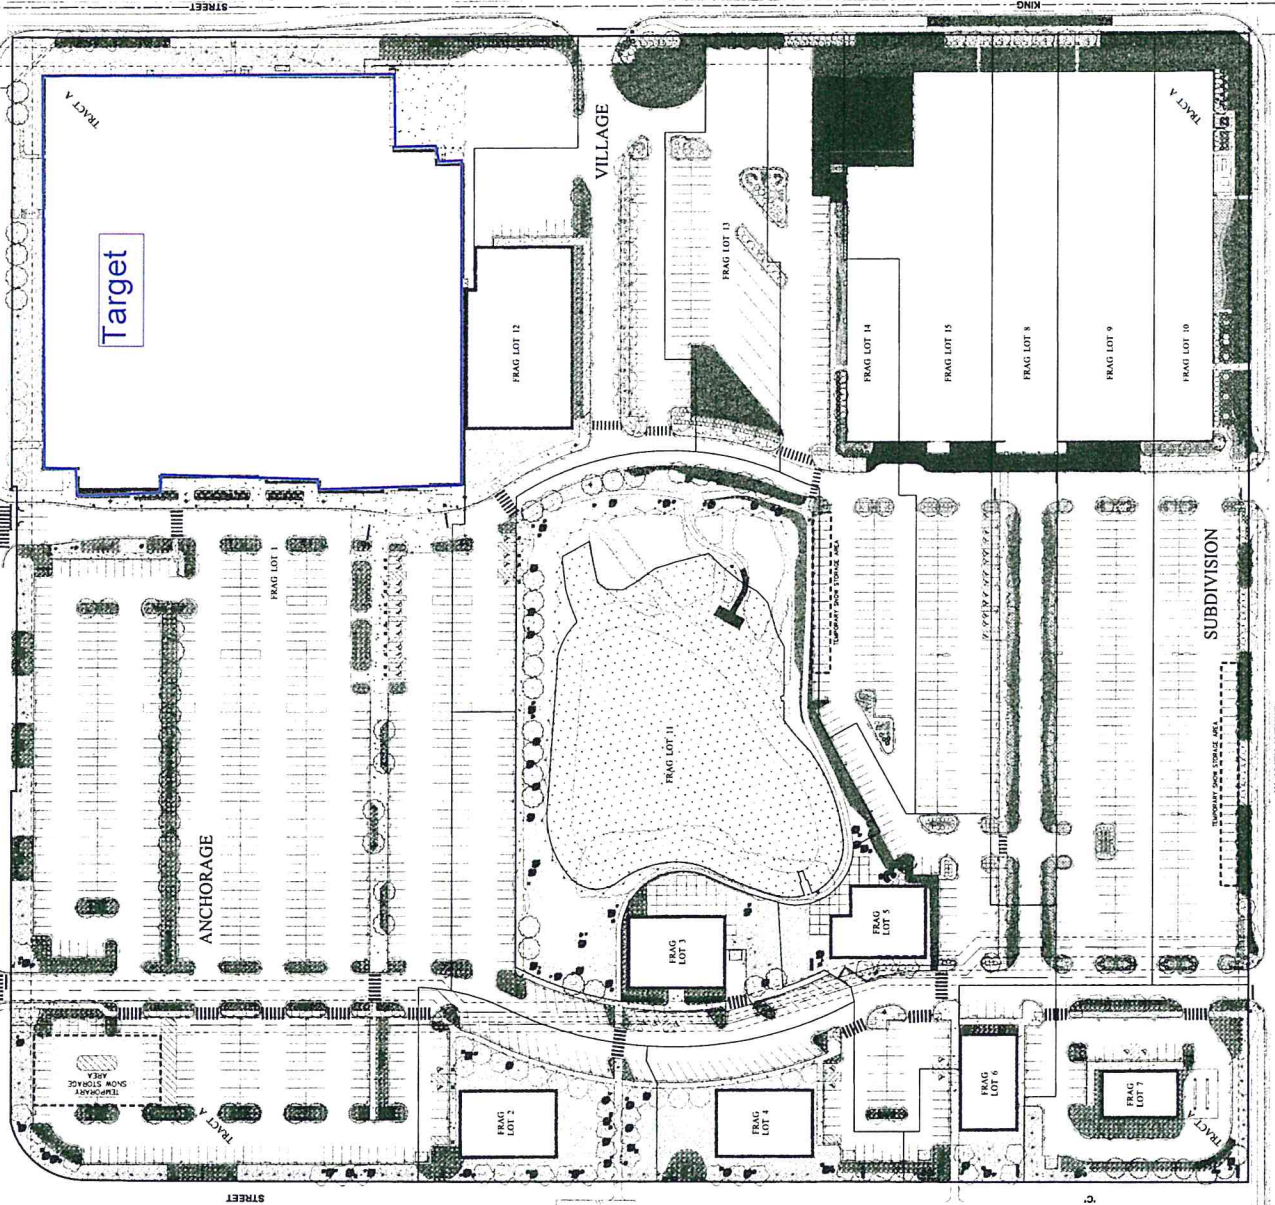 STREET
KING
TRACT A
Target
VILLAGE
TRACT A
FRAG LOT 13
FRAG LOT 12
FRAG LOT 14
FRAG LOT 15
FRAG LOT 8
FRAG LOT 9
FRAG LOT 10
FRAG LOT 1
TEMPORARY SNOW STORAGE AREA
SUBDIVISION
FRAG LOT 11
TEMPORARY SNOW STORAGE AREA
ANCHORAGE
FRAG
LOT 3
FRAG
LOT 5
TEMPORARY
SNOW STORAGE
AREA
TRACT A
FRAG
LOT 2
FRAG
LOT 4
FRAG
LOT 6
FRAG
LOT 7
TRACT A
STREET
'C'